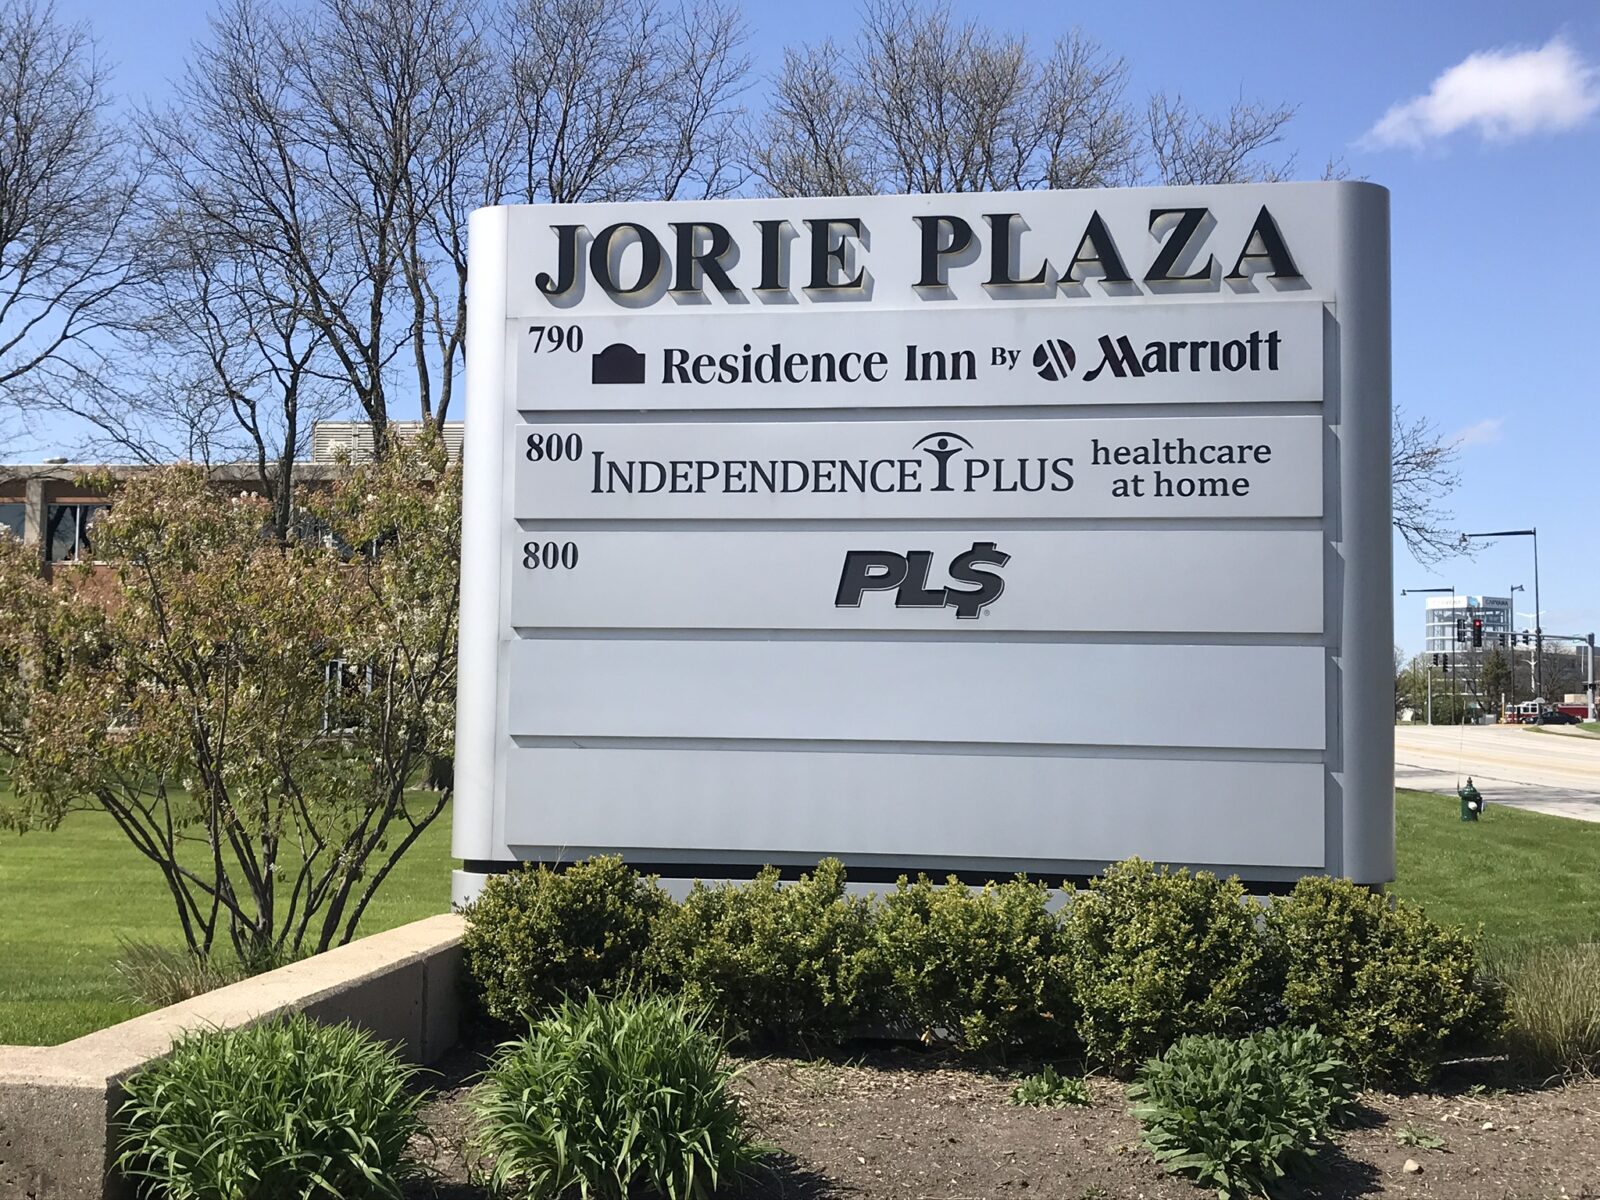 JORIE PLAZA
790 Residence Inn By Marriott
800 INDEPENDENCE PLUS healthcare
at home
800 PL$